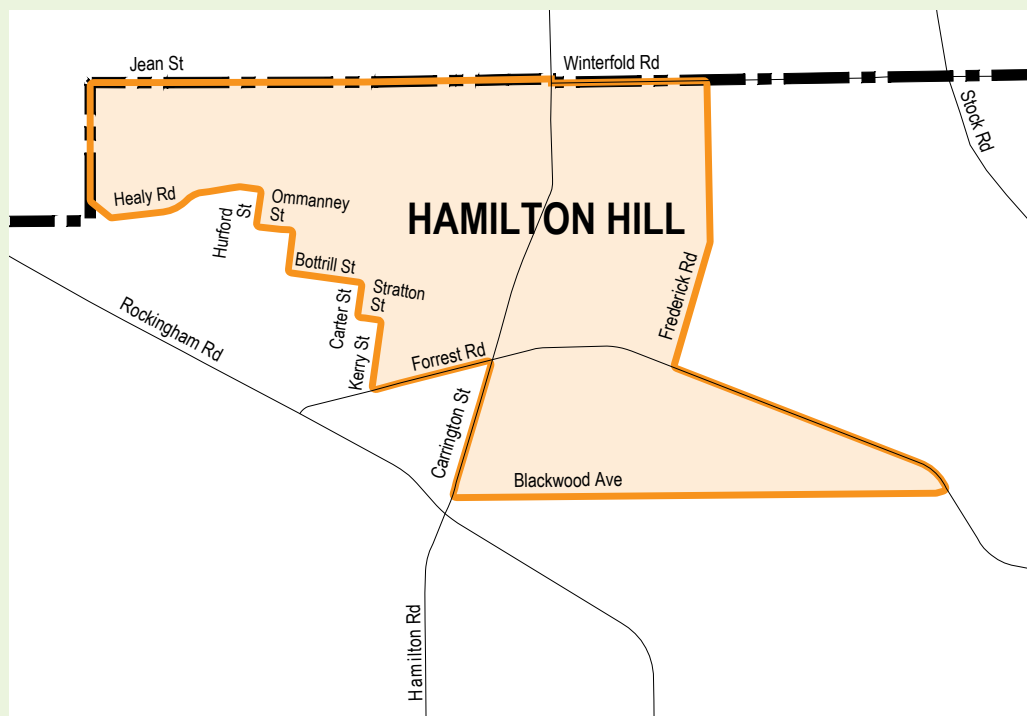 Jean St
Winterfold Rd
Stock Rd
Healy Rd
Hurford
St
Ommanney
St
HAMILTON HILL
Bottrill St
Stratton
St
Carter St
Frederick Rd
Rockingham Rd
Kerry St
Forrest Rd
Carrington St
Blackwood Ave
Hamilton Rd